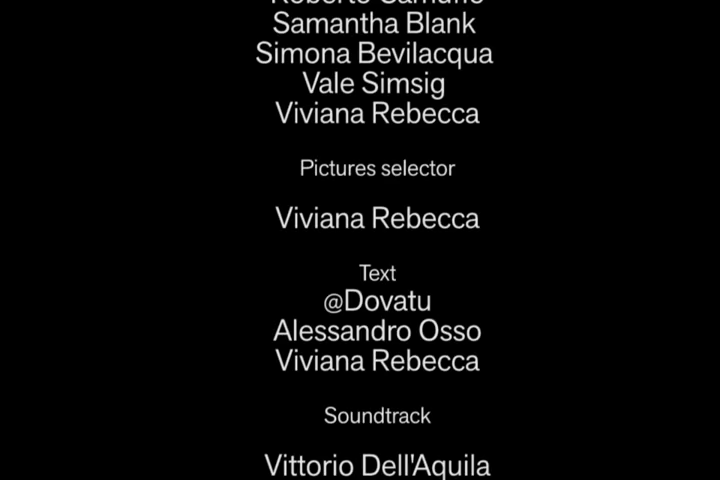 Samantha Blank
Simona Bevilacqua
Vale Simsig
Viviana Rebecca
Pictures selector
Viviana Rebecca
Text
@Dovatu
Alessandro Osso
Viviana Rebecca
Soundtrack
Vittorio Dell'Aquila